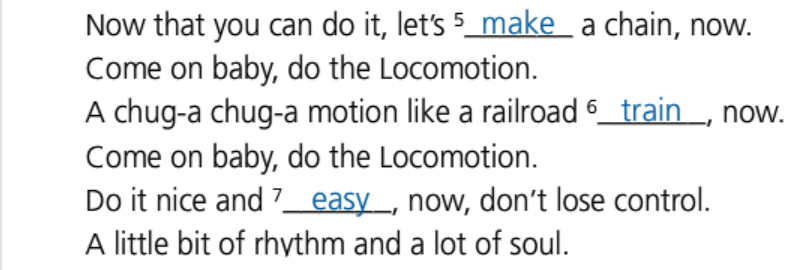 Now that you can do it, let's ⁵ make a chain, now.
Come on baby, do the Locomotion.
A chug-a chug-a motion like a railroad ⁶ train, now.
Come on baby, do the Locomotion.
Do it nice and ⁷ easy, now, don't lose control.
A little bit of rhythm and a lot of soul.